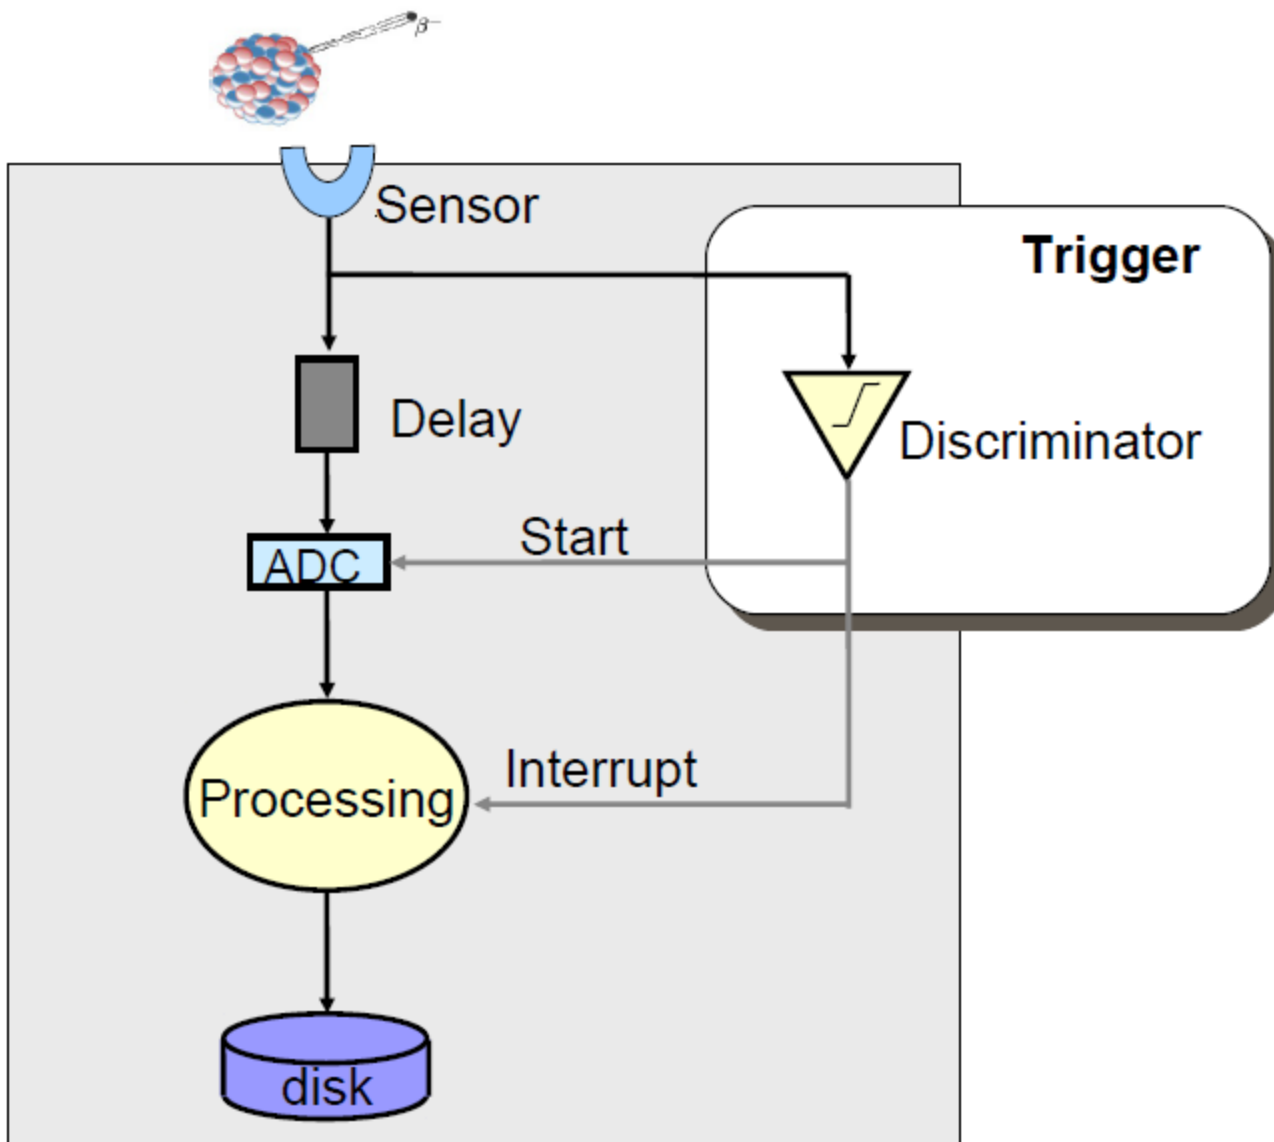 β⁻
Sensor
Trigger
Delay
Discriminator
Start
ADC
Interrupt
Processing
disk